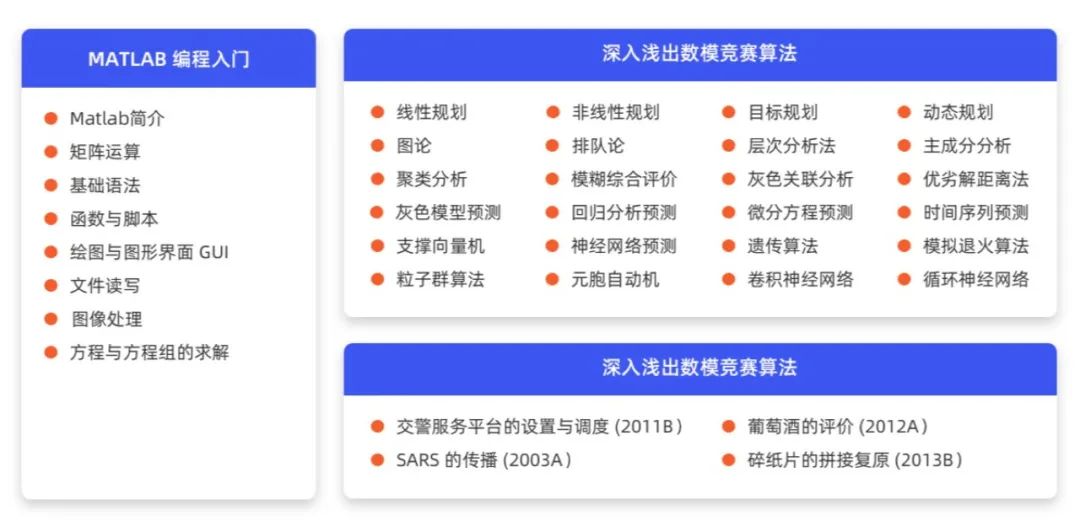 MATLAB 编程入门
Matlab简介
矩阵运算
基础语法
函数与脚本
绘图与图形界面 GUI
文件读写
图像处理
方程与方程组的求解
深入浅出数模竞赛算法
线性规划 非线性规划 目标规划 动态规划
图论 排队论 层次分析法 主成分分析
聚类分析 模糊综合评价 灰色关联分析 优劣解距离法
灰色模型预测 回归分析预测 微分方程预测 时间序列预测
支撑向量机 神经网络预测 遗传算法 模拟退火算法
粒子群算法 元胞自动机 卷积神经网络 循环神经网络
深入浅出数模竞赛算法
交警服务平台的设置与调度 (2011B) 葡萄酒的评价 (2012A)
SARS 的传播 (2003A) 碎纸片的拼接复原 (2013B)